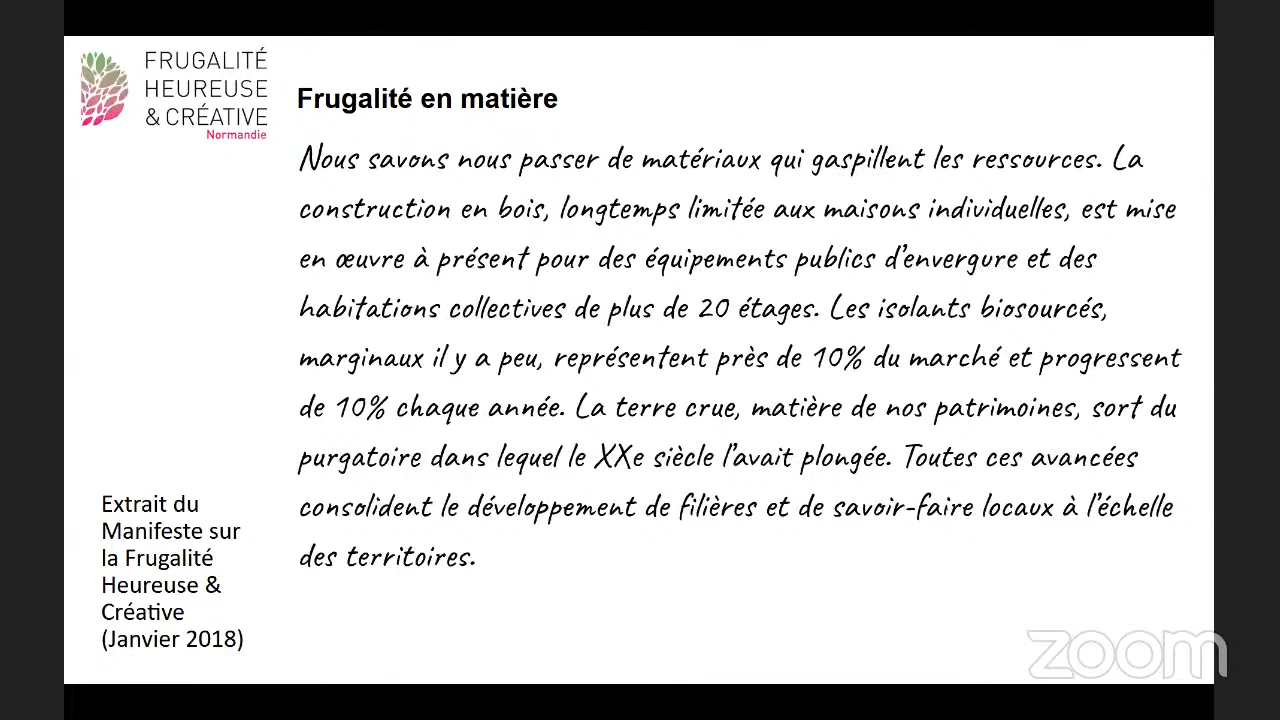 FRUGALITÉ
HEUREUSE
& CRÉATIVE
Normandie
Frugalité en matière
Nous savons nous passer de matériaux qui gaspillent les ressources. La
construction en bois, longtemps limitée aux maisons individuelles, est mise
en œuvre à présent pour des équipements publics d'envergure et des
habitations collectives de plus de 20 étages. Les isolants biosourcés,
marginaux il y a peu, représentent près de 10% du marché et progressent
de 10% chaque année. La terre crue, matière de nos patrimoines, sort du
purgatoire dans lequel le XXe siècle l'avait plongée. Toutes ces avancées
consolident le développement de filières et de savoir-faire locaux à l'échelle
des territoires.
Extrait du
Manifeste sur
la Frugalité
Heureuse &
Créative
(Janvier 2018)
zoom